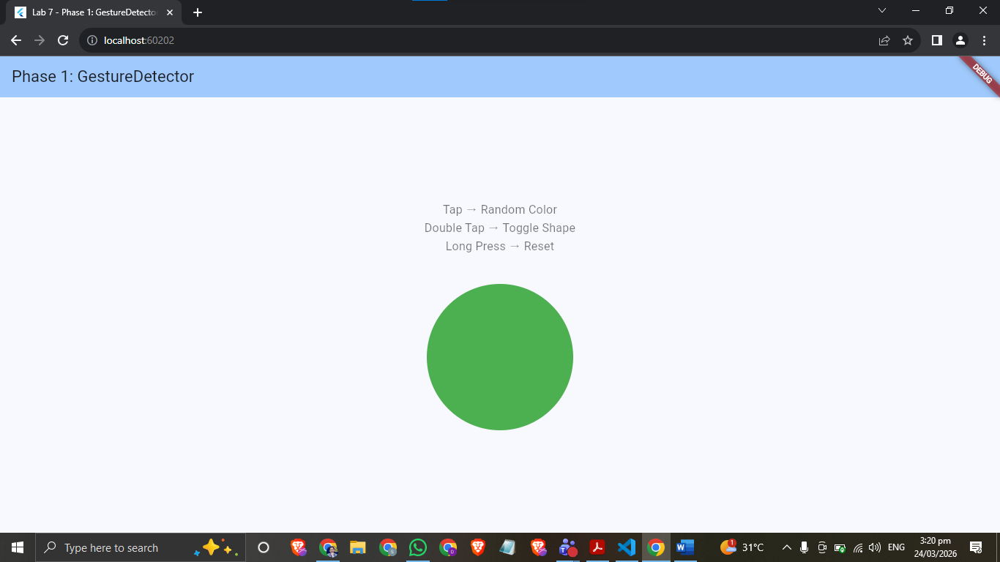 Lab 7 - Phase 1: GestureDetecto
localhost:60202
Phase 1: GestureDetector
DEBUG
Tap → Random Color
Double Tap → Toggle Shape
Long Press → Reset
Type here to search
1
31°C
ENG
3:20 pm
24/03/2026